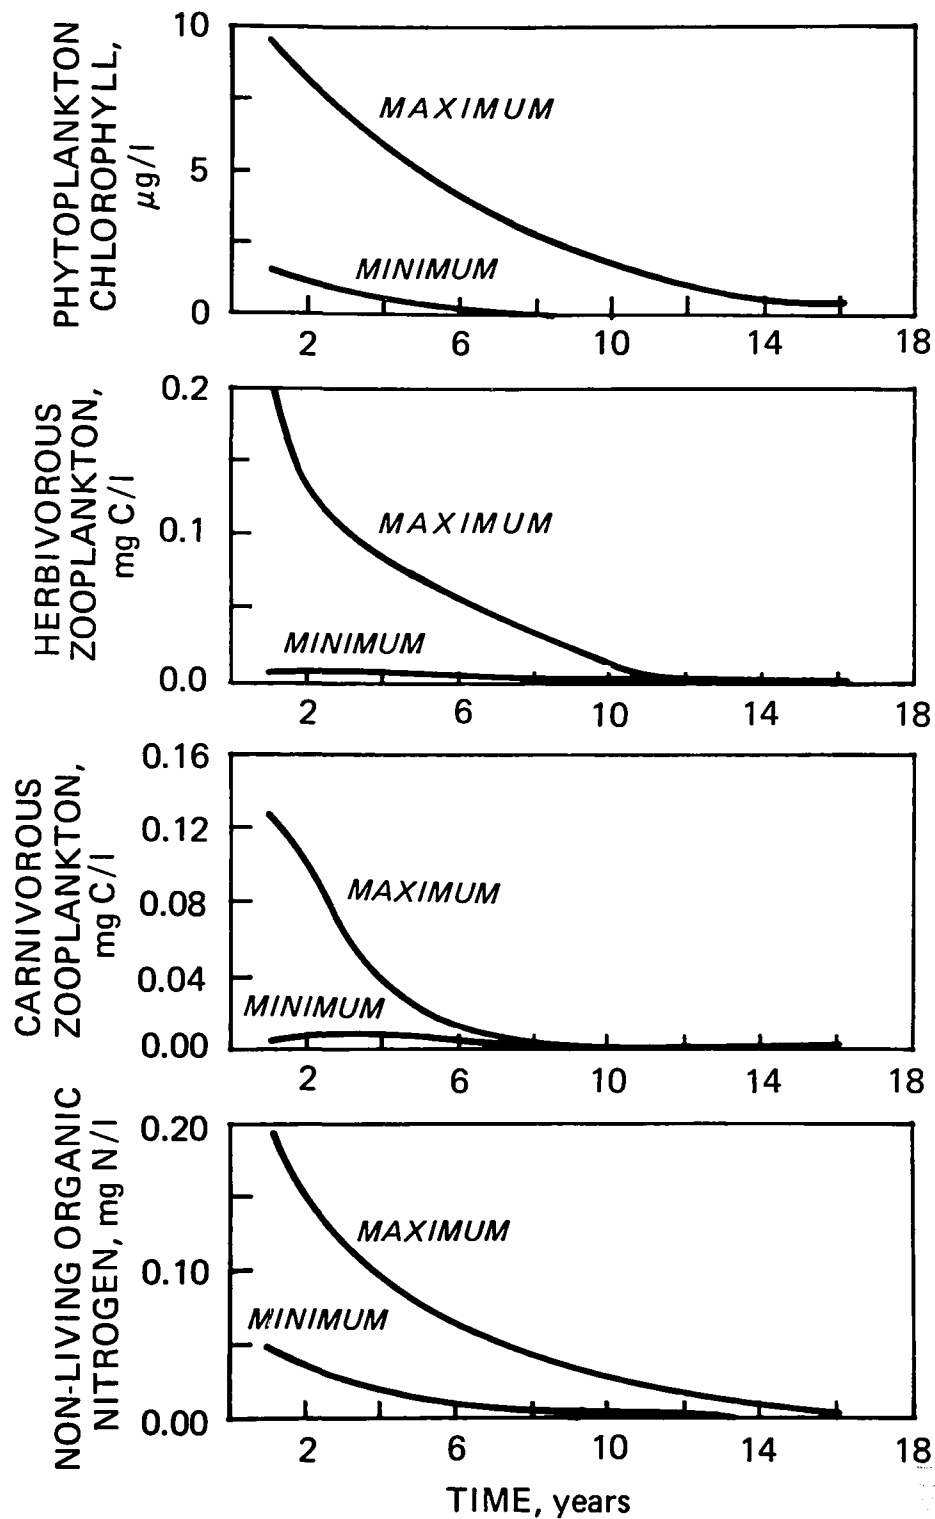 PHYTOPLANKTON
CHLOROPHYLL,
µg/l
10
5
0
MAXIMUM
MINIMUM
2 6 10 14 18
HERBIVOROUS
ZOOPLANKTON,
mg C/l
0.2
0.1
0.0
MAXIMUM
MINIMUM
2 6 10 14 18
CARNIVOROUS
ZOOPLANKTON,
mg C/l
0.16
0.12
0.08
0.04
0.00
MAXIMUM
MINIMUM
2 6 10 14 18
NON-LIVING ORGANIC
NITROGEN, mg N/l
0.20
0.10
0.00
MAXIMUM
MINIMUM
2 6 10 14 18
TIME, years